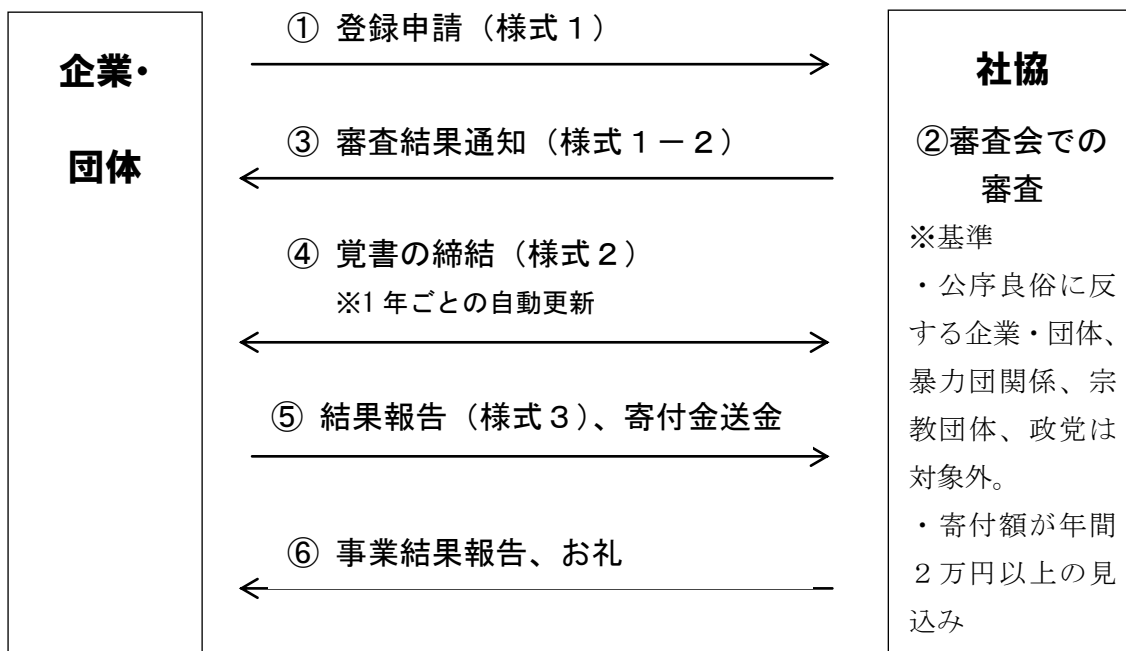 企業・
団体
① 登録申請（様式１）
③ 審査結果通知（様式１－２）
④ 覚書の締結（様式２）
※1 年ごとの自動更新
⑤ 結果報告（様式３）、寄付金送金
⑥ 事業結果報告、お礼
社協
②審査会での
審査
※基準
・公序良俗に反
する企業・団体、
暴力団関係、宗
教団体、政党は
対象外。
・寄付額が年間
２万円以上の見
込み